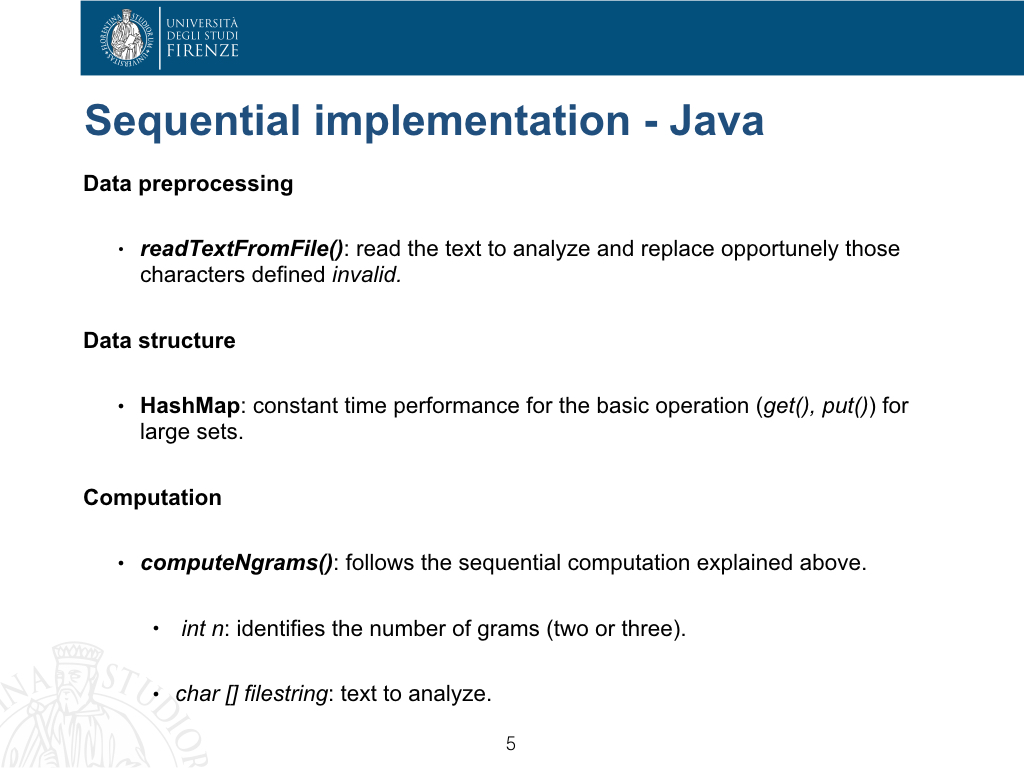 UNIVERSITÀ
DEGLI STUDI
FIRENZE
Sequential implementation - Java
Data preprocessing
• readTextFromFile(): read the text to analyze and replace opportunely those
characters defined invalid.
Data structure
• HashMap: constant time performance for the basic operation (get(), put()) for
large sets.
Computation
• computeNgrams(): follows the sequential computation explained above.
• int n: identifies the number of grams (two or three).
• char [] filestring: text to analyze.
5